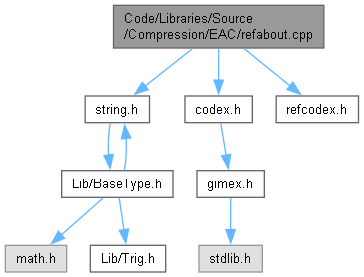 Code/Libraries/Source
/Compression/EAC/refabout.cpp
string.h
codex.h
refcodex.h
Lib/BaseType.h
gimex.h
math.h
Lib/Trig.h
stdlib.h